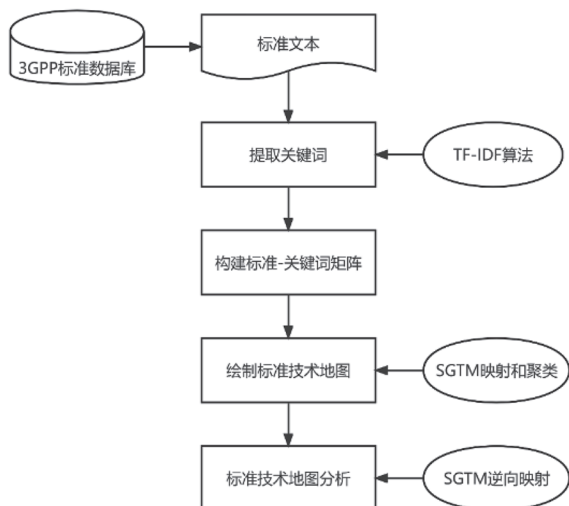 标准文本
3GPP标准数据库
提取关键词
TF-IDF算法
构建标准-关键词矩阵
绘制标准技术地图
SGTM映射和聚类
标准技术地图分析
SGTM逆向映射